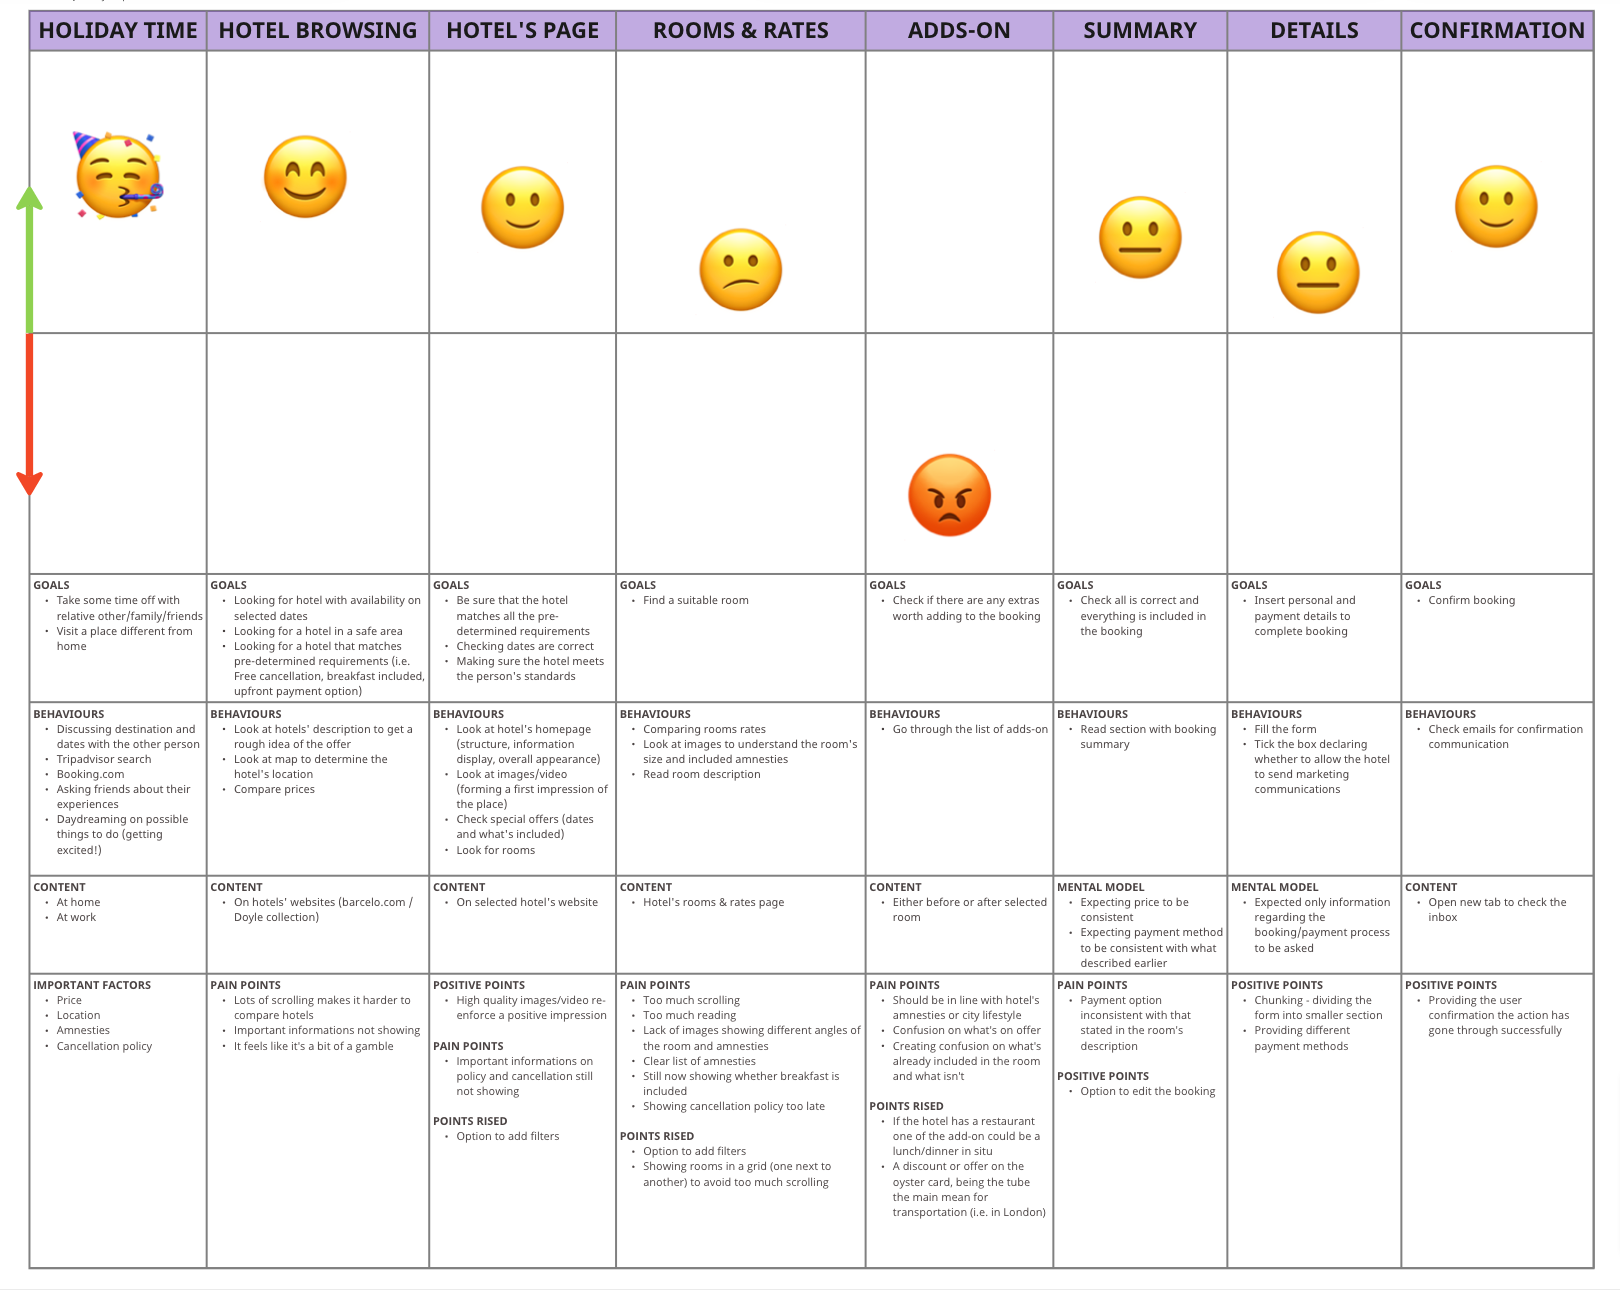 HOLIDAY TIME
HOTEL BROWSING
HOTEL'S PAGE
ROOMS & RATES
ADDS-ON
SUMMARY
DETAILS
CONFIRMATION
GOALS
• Take some time off with
relative other/family/friends
• Visit a place different from
home
GOALS
• Looking for hotel with availability on
selected dates
• Looking for a hotel in a safe area
• Looking for a hotel that matches
pre-determined requirements (i.e.
Free cancellation, breakfast included,
upfront payment option)
GOALS
• Be sure that the hotel
matches all the pre-
determined requirements
• Checking dates are correct
• Making sure the hotel meets
the person's standards
GOALS
• Find a suitable room
GOALS
• Check if there are any extras
worth adding to the booking
GOALS
• Check all is correct and
everything is included in
the booking
GOALS
• Insert personal and
payment details to
complete booking
GOALS
• Confirm booking
BEHAVIOURS
• Discussing destination and
dates with the other person
• Tripadvisor search
• Booking.com
• Asking friends about their
experiences
• Daydreaming on possible
things to do (getting
excited!)
BEHAVIOURS
• Look at hotels' description to get a
rough idea of the offer
• Look at map to determine the
hotel's location
• Compare prices
BEHAVIOURS
• Look at hotel's homepage
(structure, information
display, overall appearance)
• Look at images/video
(forming a first impression of
the place)
• Check special offers (dates
and what's included)
• Look for rooms
BEHAVIOURS
• Comparing rooms rates
• Look at images to understand the room's
size and included amnesties
• Read room description
BEHAVIOURS
• Go through the list of adds-on
BEHAVIOURS
• Read section with booking
summary
BEHAVIOURS
• Fill the form
• Tick the box declaring
whether to allow the hotel
to send marketing
communications
BEHAVIOURS
• Check emails for confirmation
communication
CONTENT
• At home
• At work
CONTENT
• On hotels' websites (barcelo.com /
Doyle collection)
CONTENT
• On selected hotel's website
CONTENT
• Hotel's rooms & rates page
CONTENT
• Either before or after selected
room
MENTAL MODEL
• Expecting price to be
consistent
• Expecting payment method
to be consistent with what
described earlier
MENTAL MODEL
• Expected only information
regarding the
booking/payment process
to be asked
CONTENT
• Open new tab to check the
inbox
IMPORTANT FACTORS
• Price
• Location
• Amnesties
• Cancellation policy
PAIN POINTS
• Lots of scrolling makes it harder to
compare hotels
• Important informations not showing
• It feels like it's a bit of a gamble
POSITIVE POINTS
• High quality images/video re-
enforce a positive impression
PAIN POINTS
• Important informations on
policy and cancellation still
not showing
POINTS RISED
• Option to add filters
PAIN POINTS
• Too much scrolling
• Too much reading
• Lack of images showing different angles of
the room and amnesties
• Clear list of amnesties
• Still now showing whether breakfast is
included
• Showing cancellation policy too late
POINTS RISED
• Option to add filters
• Showing rooms in a grid (one next to
another) to avoid too much scrolling
PAIN POINTS
• Should be in line with hotel's
amnesties or city lifestyle
• Confusion on what's on offer
• Creating confusion on what's
already included in the room
and what isn't
POINTS RISED
• If the hotel has a restaurant
one of the add-on could be a
lunch/dinner in situ
• A discount or offer on the
oyster card, being the tube
the main mean for
transportation (i.e. in London)
PAIN POINTS
• Payment option
inconsistent with that
stated in the room's
description
POSITIVE POINTS
• Option to edit the booking
POSITIVE POINTS
• Chunking - dividing the
form into smaller section
• Providing different
payment methods
POSITIVE POINTS
• Providing the user
confirmation the action has
gone through successfully